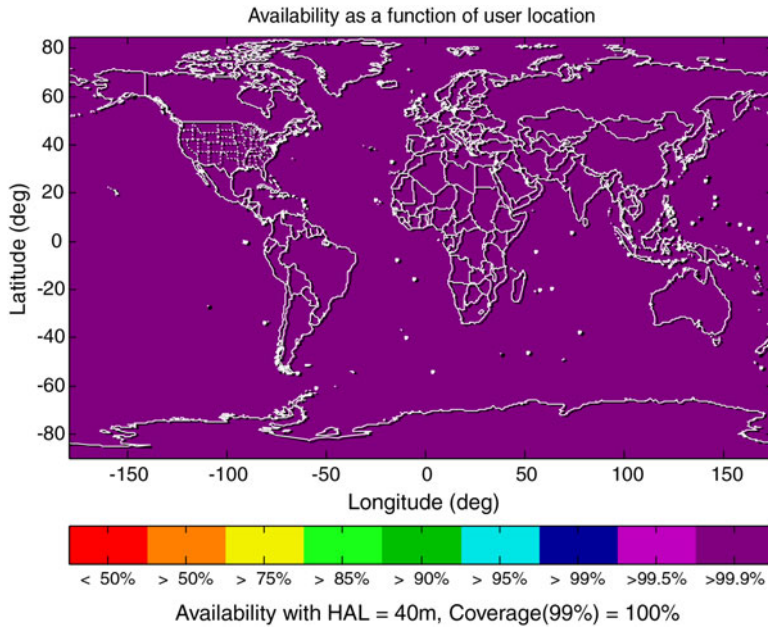 Availability as a function of user location
80
60
40
20
0
-20
-40
-60
-80
Latitude (deg)
-150 -100 -50 0 50 100 150
Longitude (deg)
< 50% > 50% > 75% > 85% > 90% > 95% > 99% >99.5% >99.9%
Availability with HAL = 40m, Coverage(99%) = 100%